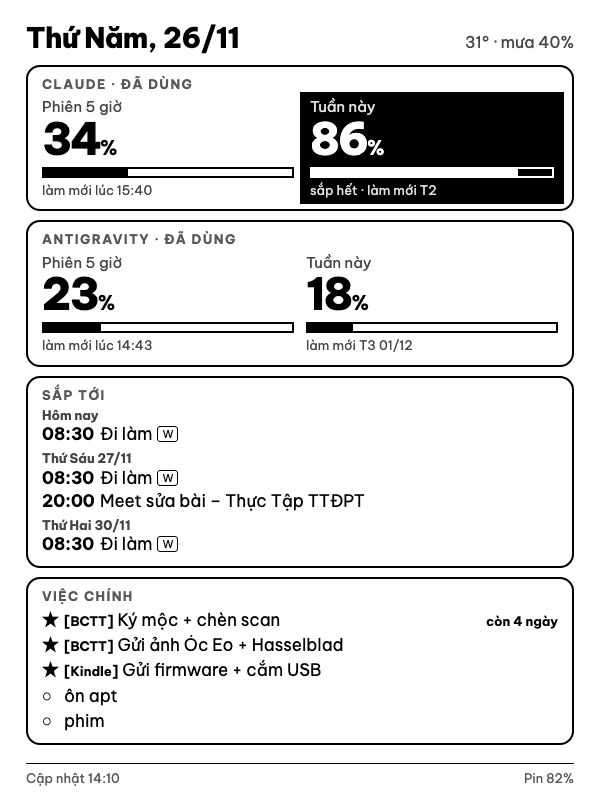 Thứ Năm, 26/11
31° · mưa 40%
CLAUDE · ĐÃ DÙNG
Phiên 5 giờ
34%
làm mới lúc 15:40
Tuần này
86%
sắp hết · làm mới T2
ANTIGRAVITY · ĐÃ DÙNG
Phiên 5 giờ
23%
làm mới lúc 14:43
Tuần này
18%
làm mới T3 01/12
SẮP TỚI
Hôm nay
08:30 Đi làm W
Thứ Sáu 27/11
08:30 Đi làm W
20:00 Meet sửa bài – Thực Tập TTĐPT
Thứ Hai 30/11
08:30 Đi làm W
VIỆC CHÍNH
★ [BCTT] Ký mộc + chèn scan còn 4 ngày
★ [BCTT] Gửi ảnh Óc Eo + Hasselblad
★ [Kindle] Gửi firmware + cắm USB
○ ôn apt
○ phim
Cập nhật 14:10
Pin 82%